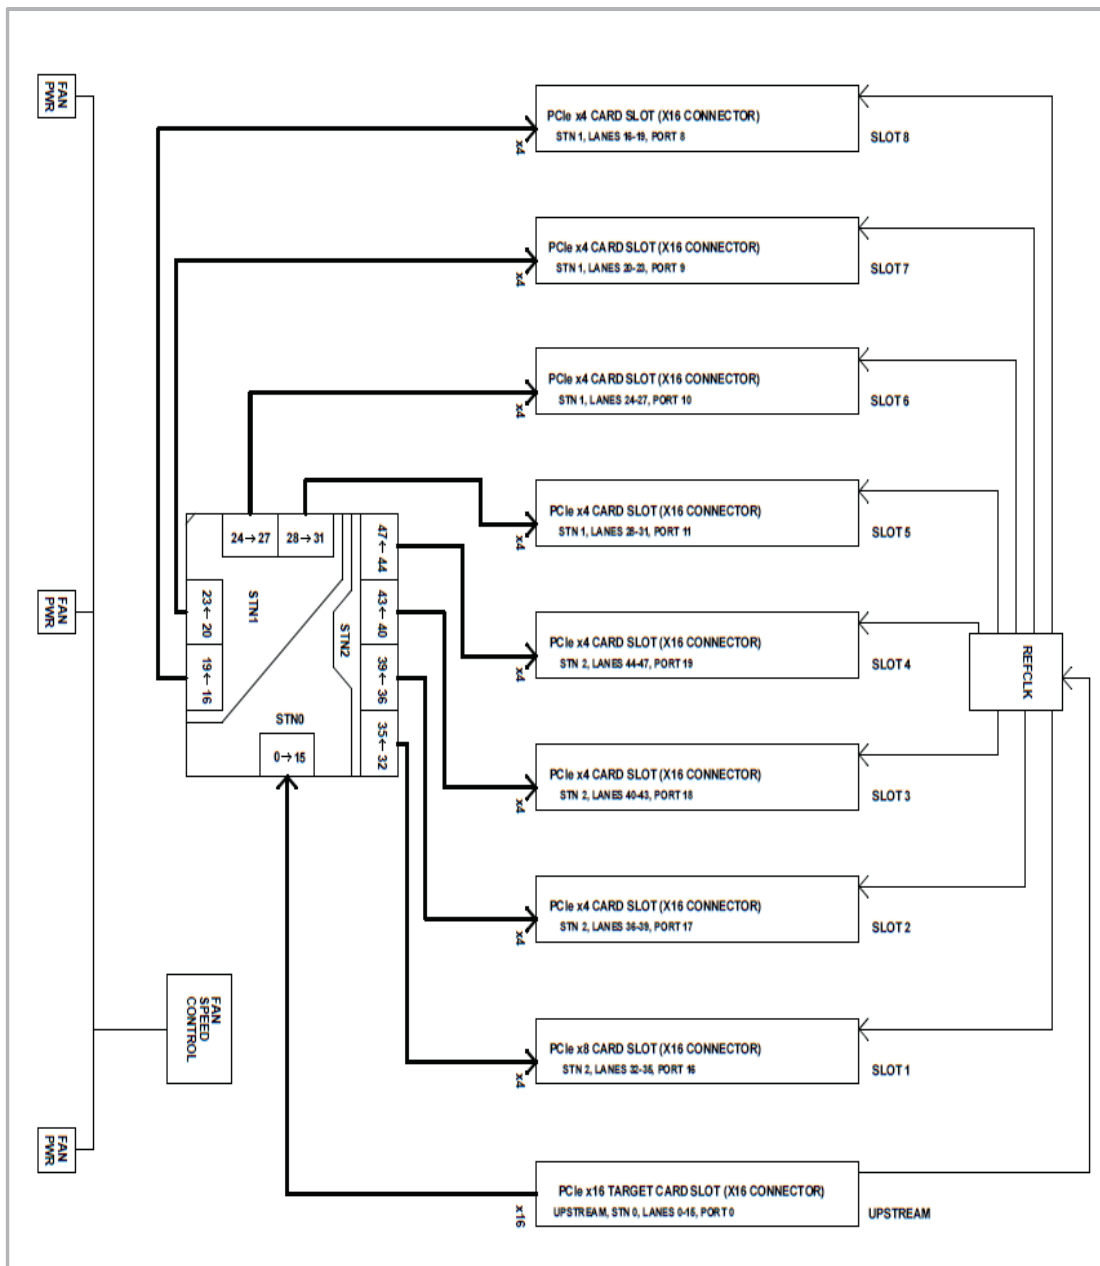 FAN
PWR
PCIe x4 CARD SLOT (X16 CONNECTOR)
STN 1, LANES 16-19, PORT 8
x4
SLOT 8
PCIe x4 CARD SLOT (X16 CONNECTOR)
STN 1, LANES 20-23, PORT 9
x4
SLOT 7
PCIe x4 CARD SLOT (X16 CONNECTOR)
STN 1, LANES 24-27, PORT 10
x4
SLOT 6
PCIe x4 CARD SLOT (X16 CONNECTOR)
STN 1, LANES 28-31, PORT 11
x4
SLOT 5
24→27
28→31
47←44
23←20
STN1
43←40
STN2
FAN
PWR
19←16
39←36
STN0
0→15
35←32
PCIe x4 CARD SLOT (X16 CONNECTOR)
STN 2, LANES 44-47, PORT 19
x4
SLOT 4
REFCLK
PCIe x4 CARD SLOT (X16 CONNECTOR)
STN 2, LANES 40-43, PORT 18
x4
SLOT 3
PCIe x4 CARD SLOT (X16 CONNECTOR)
STN 2, LANES 36-39, PORT 17
x4
SLOT 2
FAN
SPEED
CONTROL
PCIe x8 CARD SLOT (X16 CONNECTOR)
STN 2, LANES 32-35, PORT 16
x4
SLOT 1
FAN
PWR
PCIe x16 TARGET CARD SLOT (X16 CONNECTOR)
UPSTREAM, STN 0, LANES 0-15, PORT 0
x16
UPSTREAM